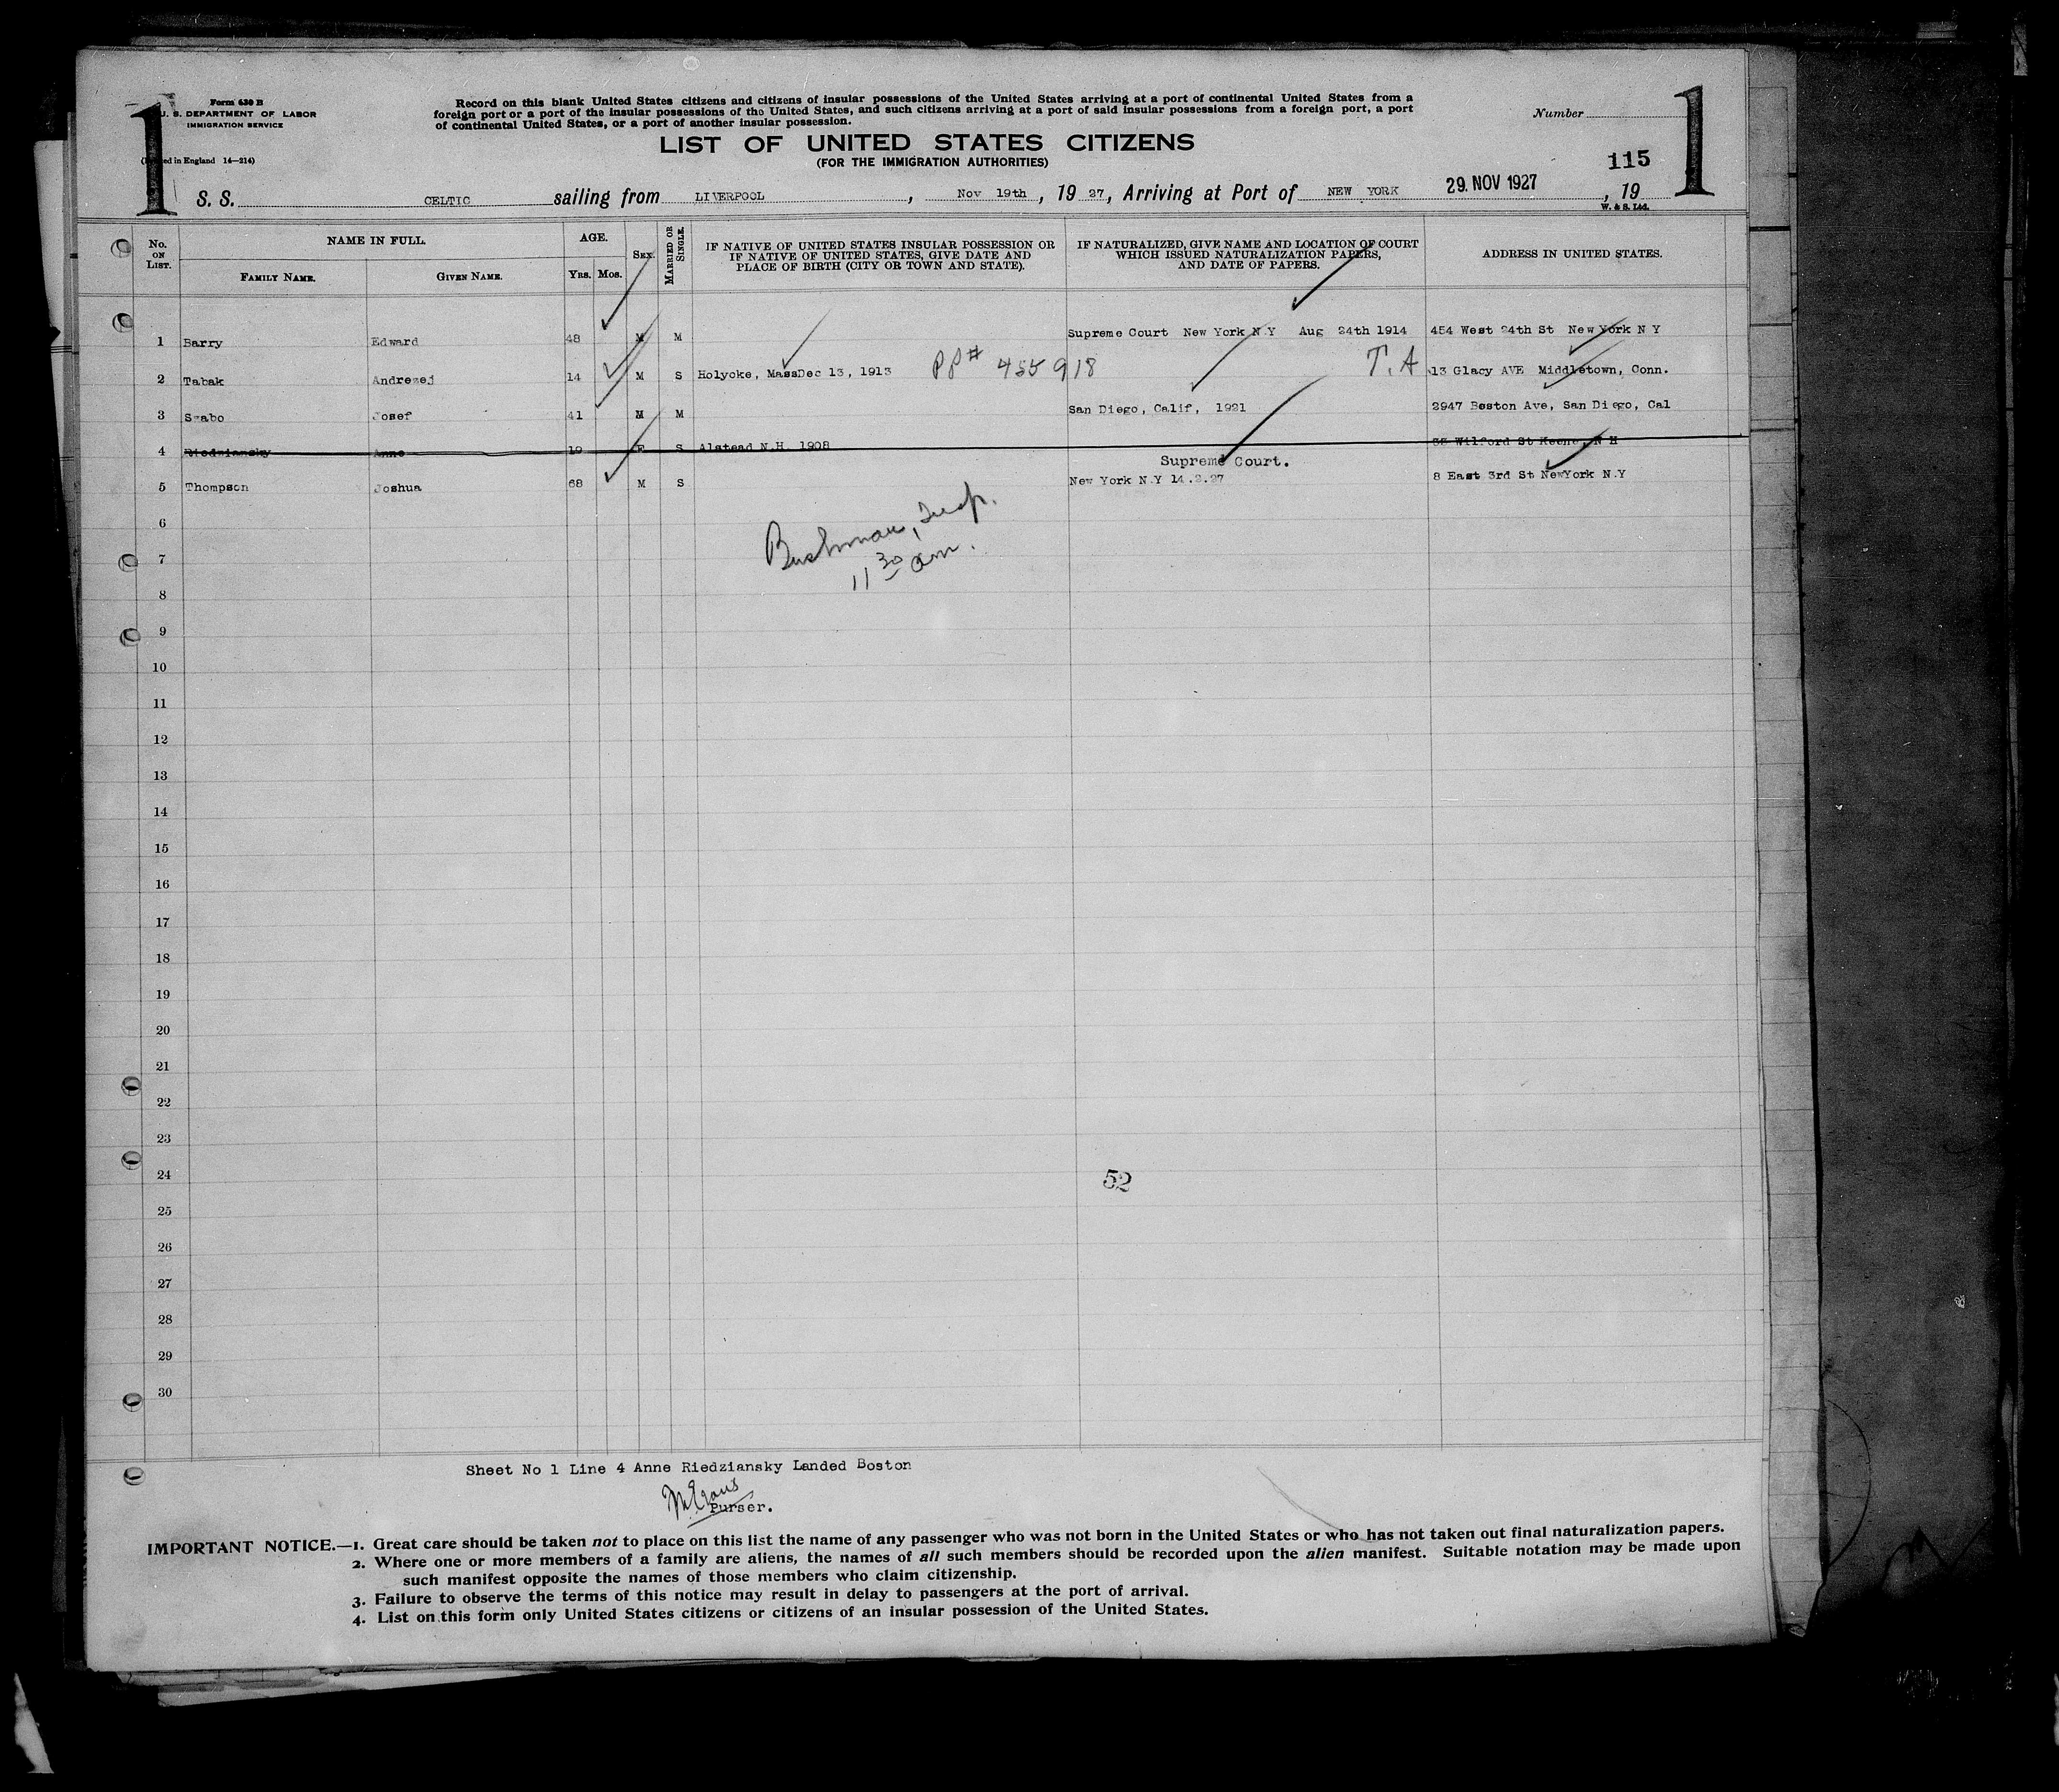 1
Form 630 B
U. S. DEPARTMENT OF LABOR
IMMIGRATION SERVICE
in England 14—214)
Record on this blank United States citizens and citizens of insular possessions of the United States arriving at a port of continental United States from a
foreign port or a port of the insular possessions of the United States, and such citizens arriving at a port of said insular possessions from a foreign port, a port
of continental United States, or a port of another insular possession.
LIST OF UNITED STATES CITIZENS
(FOR THE IMMIGRATION AUTHORITIES)
Number
1
115
S. S. CELTIC sailing from LIVERPOOL, Nov 19th, 19 27, Arriving at Port of NEW YORK 29. NOV 1927, 19
W. & S. Ltd.
No. ON LIST.
NAME IN FULL.
FAMILY NAME.
GIVEN NAME.
AGE.
Yrs. Mos.
SEX.
MARRIED OR SINGLE.
IF NATIVE OF UNITED STATES INSULAR POSSESSION OR
IF NATIVE OF UNITED STATES, GIVE DATE AND
PLACE OF BIRTH (CITY OR TOWN AND STATE).
IF NATURALIZED, GIVE NAME AND LOCATION OF COURT
WHICH ISSUED NATURALIZATION PAPERS,
AND DATE OF PAPERS.
ADDRESS IN UNITED STATES.
1 Barry Edward 48 M M Supreme Court New York N.Y Aug 24th 1914 454 West 24th St New York N Y
2 Tabak Andrezej 14 M S Holyoke, MassDec 13, 1913 PP# 455918 T.A 13 Glacy AVE Middletown, Conn.
3 Szabo Josef 41 M M San Diego, Calif, 1921 2947 Boston Ave, San Diego, Cal
4 Riedziansky Anne 19 F S Alstead N.H. 1908 Wilford St Keene, N H
Supreme Court.
5 Thompson Joshua 68 M S New York N.Y 14.2.27 8 East 3rd St NewYork N.Y
Bushman, Insp.
11 30 am.
6
7
8
9
10
11
12
13
14
15
16
17
18
19
20
21
22
23
24
52
25
26
27
28
29
30
Sheet No 1 Line 4 Anne Riedziansky Landed Boston
Purser.
IMPORTANT NOTICE.—1. Great care should be taken not to place on this list the name of any passenger who was not born in the United States or who has not taken out final naturalization papers.
2. Where one or more members of a family are aliens, the names of all such members should be recorded upon the alien manifest. Suitable notation may be made upon
such manifest opposite the names of those members who claim citizenship.
3. Failure to observe the terms of this notice may result in delay to passengers at the port of arrival.
4. List on this form only United States citizens or citizens of an insular possession of the United States.